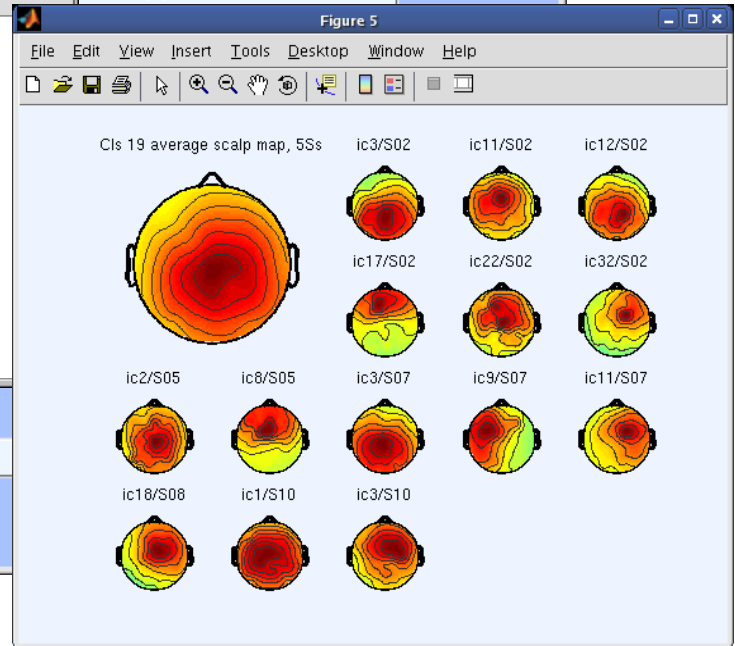 Figure 5
File Edit View Insert Tools Desktop Window Help
Cls 19 average scalp map, 5Ss
ic3/S02 ic11/S02 ic12/S02
ic17/S02 ic22/S02 ic32/S02
ic2/S05 ic8/S05 ic3/S07 ic9/S07 ic11/S07
ic18/S08 ic1/S10 ic3/S10